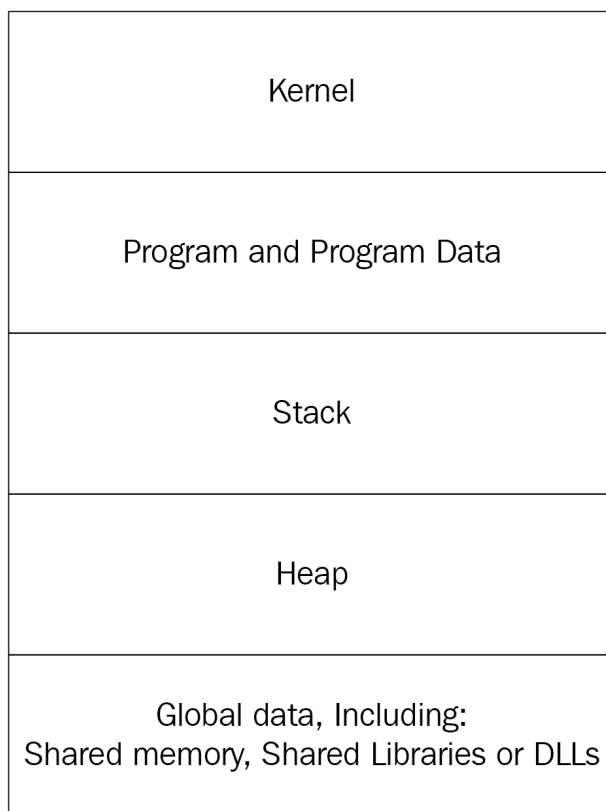 Kernel
Program and Program Data
Stack
Heap
Global data, Including:
Shared memory, Shared Libraries or DLLs